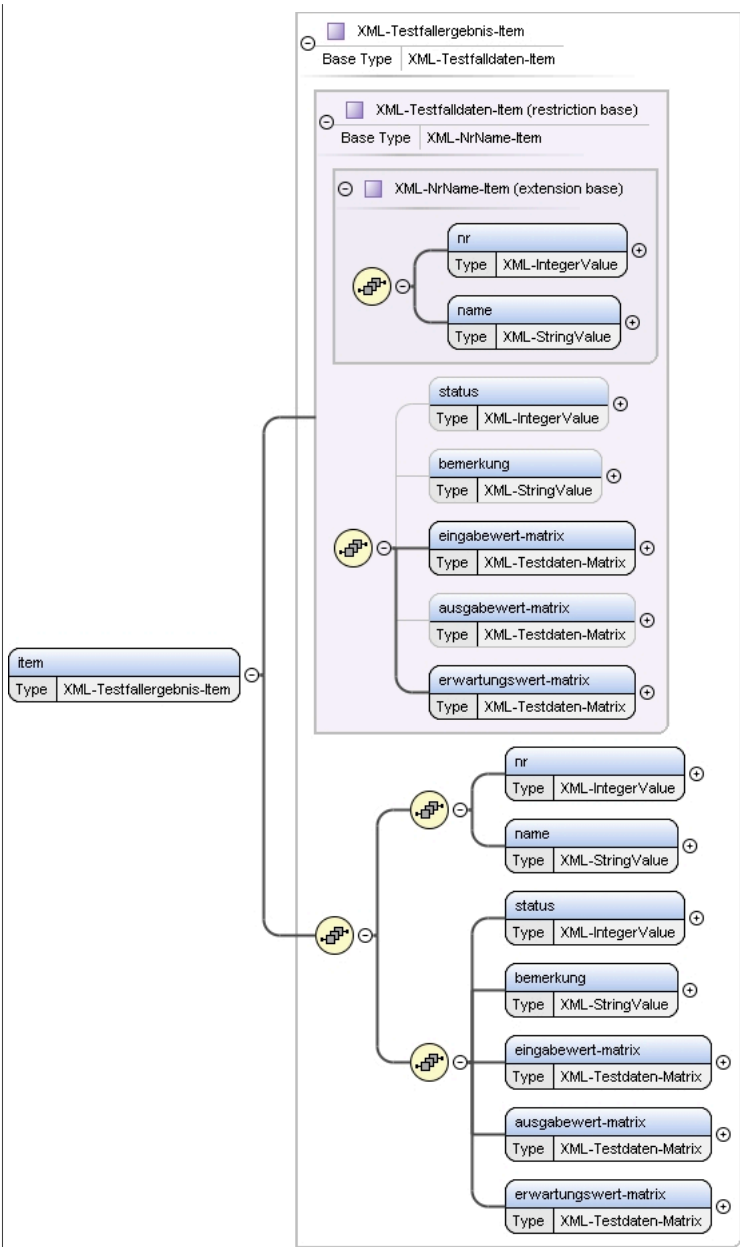 XML-Testfallergebnis-Item
Base Type XML-Testfalldaten-Item
XML-Testfalldaten-Item (restriction base)
Base Type XML-NrName-Item
XML-NrName-Item (extension base)
nr
Type XML-IntegerValue
name
Type XML-StringValue
status
Type XML-IntegerValue
bemerkung
Type XML-StringValue
eingabewert-matrix
Type XML-Testdaten-Matrix
ausgabewert-matrix
Type XML-Testdaten-Matrix
erwartungswert-matrix
Type XML-Testdaten-Matrix
item
Type XML-Testfallergebnis-Item
nr
Type XML-IntegerValue
name
Type XML-StringValue
status
Type XML-IntegerValue
bemerkung
Type XML-StringValue
eingabewert-matrix
Type XML-Testdaten-Matrix
ausgabewert-matrix
Type XML-Testdaten-Matrix
erwartungswert-matrix
Type XML-Testdaten-Matrix